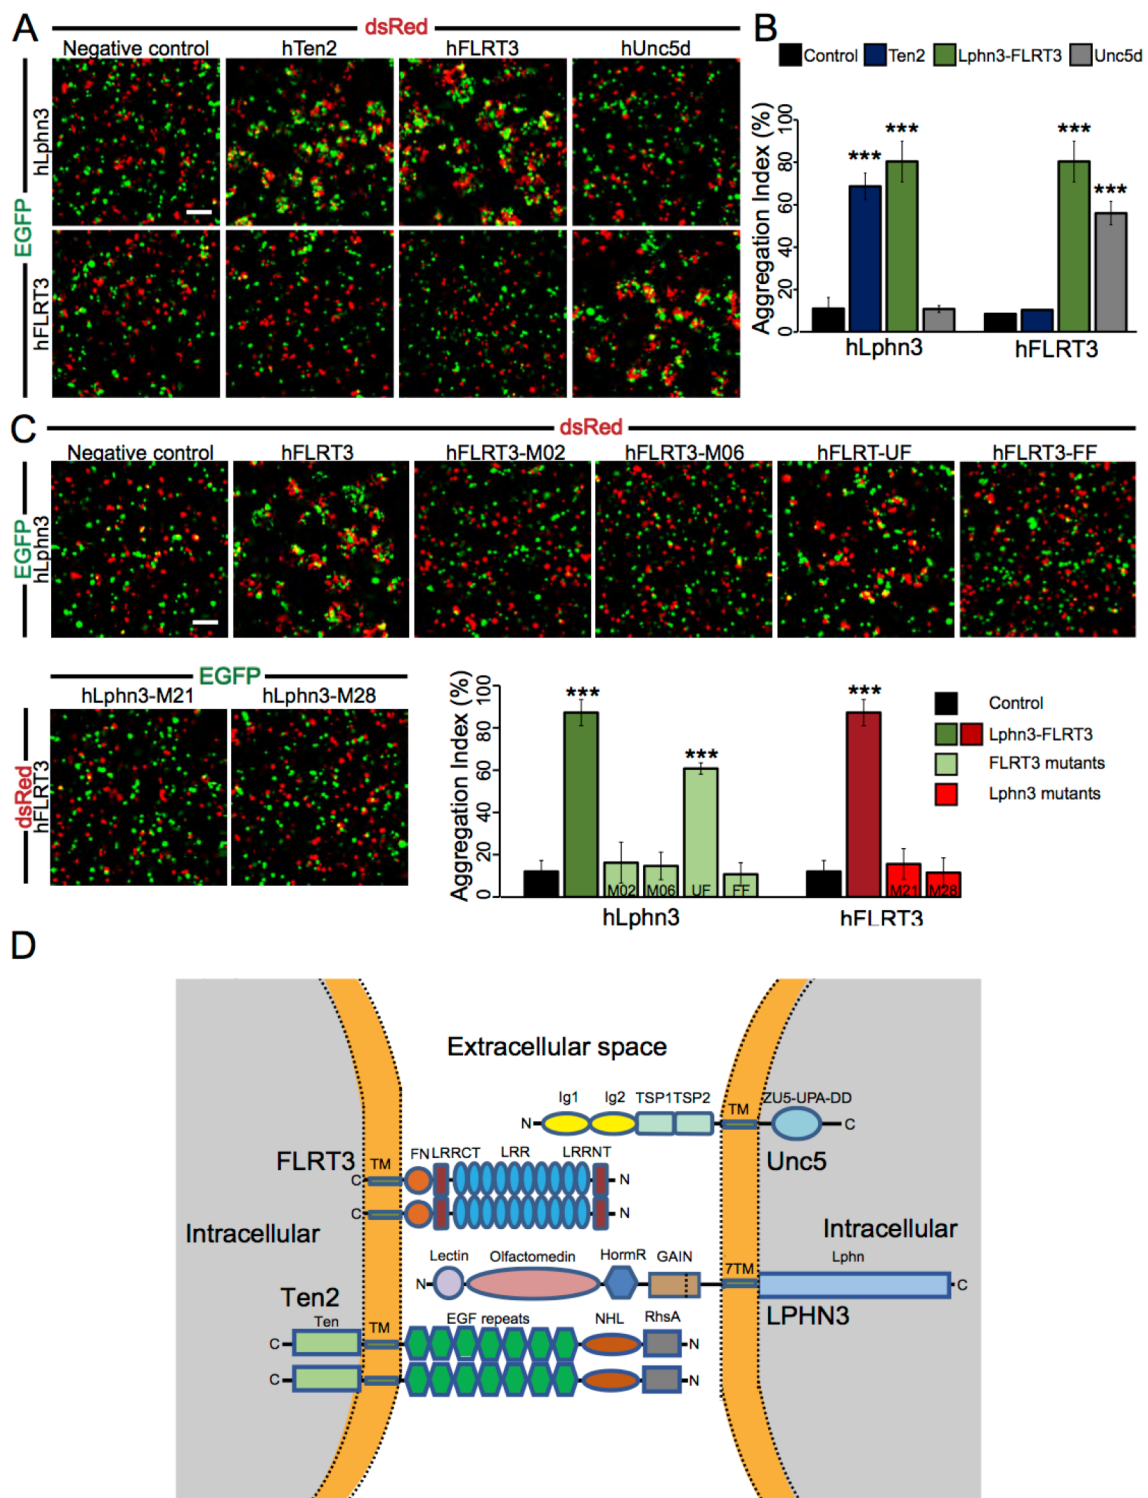 A
dsRed
Negative control hTen2 hFLRT3 hUnc5d
EGFP
hLphn3
hFLRT3
B
Control Ten2 Lphn3-FLRT3 Unc5d
Aggregation Index (%)
100
80
60
40
20
0
***
***
***
***
hLphn3 hFLRT3
C
dsRed
Negative control hFLRT3 hFLRT3-M02 hFLRT3-M06 hFLRT-UF hFLRT3-FF
EGFP
hLphn3
EGFP
hLphn3-M21 hLphn3-M28
dsRed
hFLRT3
Aggregation Index (%)
100
80
60
40
20
0
***
***
***
M02 M06 UF FF M21 M28
hLphn3 hFLRT3
Control
Lphn3-FLRT3
FLRT3 mutants
Lphn3 mutants
D
Extracellular space
Ig1 Ig2 TSP1 TSP2 TM ZU5-UPA-DD
N C
Unc5
FLRT3 TM FN LRRCT LRR LRRNT
C N
C N
Intracellular
Intracellular
Lectin Olfactomedin HormR GAIN 7TM Lphn
N C
LPHN3
Ten2
Ten TM EGF repeats NHL RhsA
C N
C N